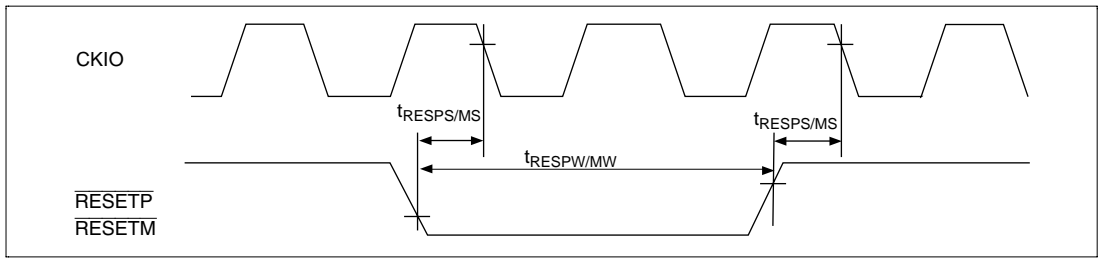 CKIO
tRESPS/MS
tRESPS/MS
tRESPW/MW
RESETP
RESETM